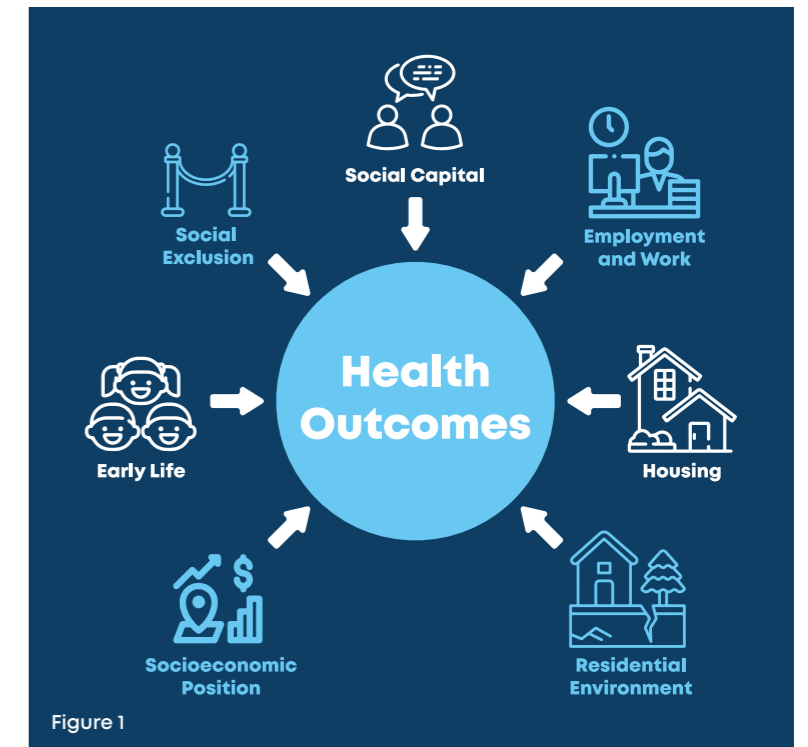 Social Capital
Social
Exclusion
Employment
and Work
Health
Outcomes
Early Life
Housing
Socioeconomic
Position
Residential
Environment
Figure 1